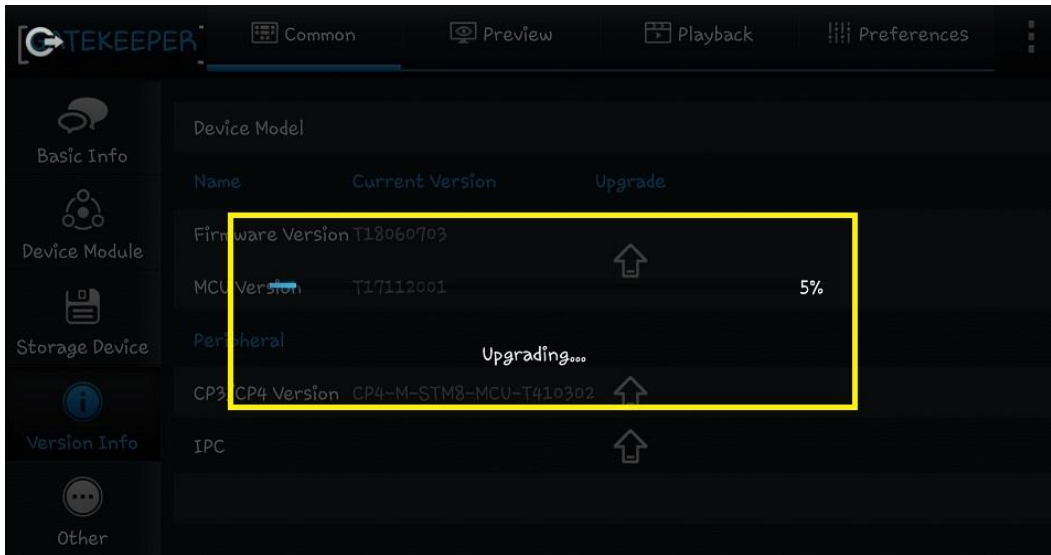 GATEKEEPER
Common Preview Playback Preferences
Basic Info
Device Module
Storage Device
Version Info
Other
Device Model
Name Current Version Upgrade
Firmware Version T18060703
MCU Version T17112001
5%
Peripheral
Upgrading...
CP3/CP4 Version CP4-M-STM8-MCU-T410302
IPC